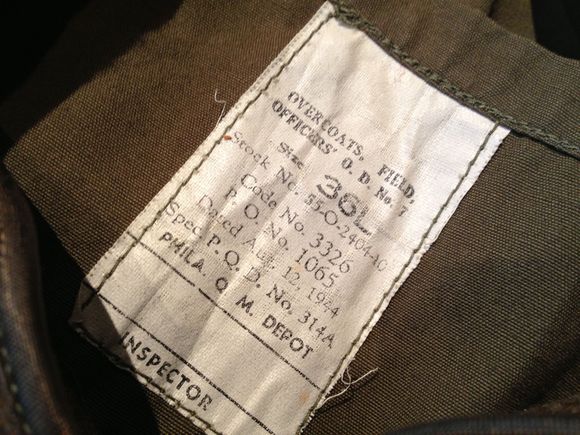 OVERCOATS, FIELD,
OFFICERS' O. D. No. 7
Size 36L
Stock No. 55-O-2404-40
Code No. 3326
P. O. No. 1065
Dated Aug. 12, 1944
Spec. P. Q. D. No. 314A
PHILA. Q. M. DEPOT
INSPECTOR